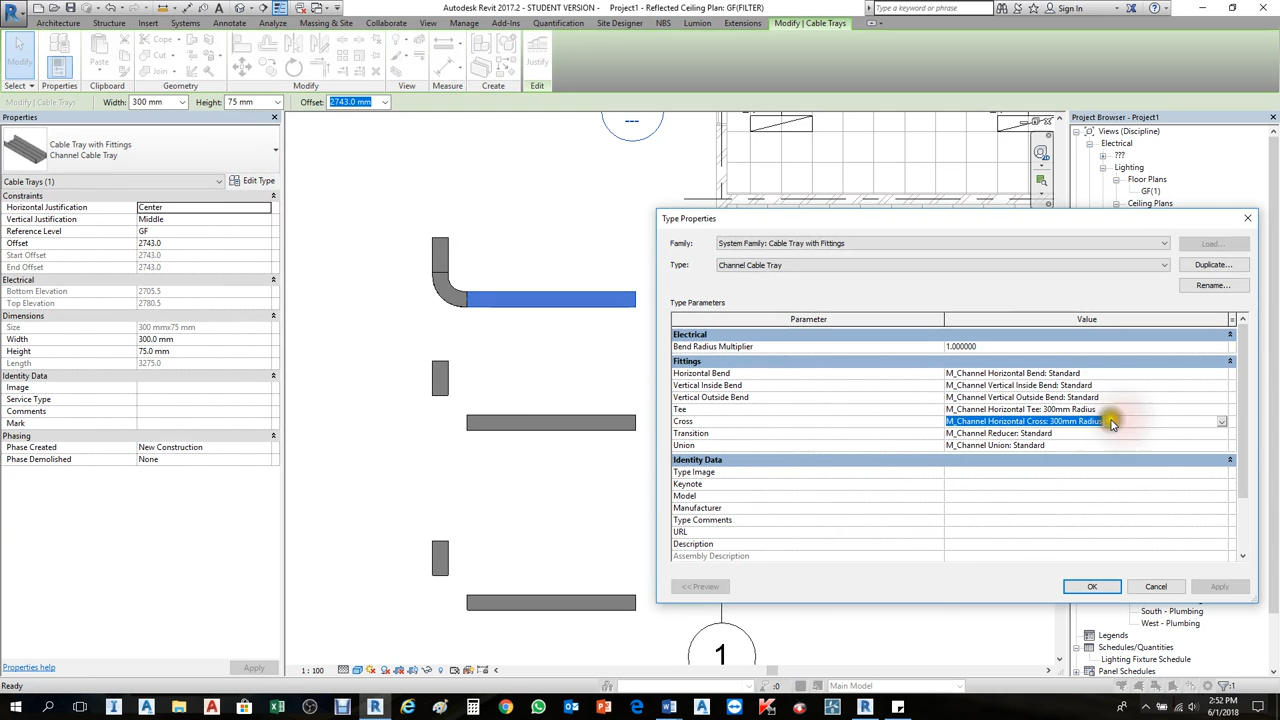 Autodesk Revit 2017.2 - STUDENT VERSION - Project1 - Reflected Ceiling Plan: GF(FILTER)
Type a keyword or phrase
Sign In
Architecture Structure Insert Systems Annotate Analyze Massing & Site Collaborate View Manage Add-Ins Quantification Site Designer NBS Lumion Extensions Modify | Cable Trays
Modify
Paste
Cope
Cut
Join
Justify
Select Properties Clipboard Geometry Modify View Measure Create Edit
Modify | Cable Trays
Width: 300 mm
Height: 75 mm
Offset: 2743.0 mm
Properties
Cable Tray with Fittings
Channel Cable Tray
Cable Trays (1)
Edit Type
Constraints
Horizontal Justification Center
Vertical Justification Middle
Reference Level GF
Offset 2743.0
Start Offset 2743.0
End Offset 2743.0
Electrical
Bottom Elevation 2705.5
Top Elevation 2780.5
Dimensions
Size 300 mmx75 mm
Width 300.0 mm
Height 75.0 mm
Length 3275.0
Identity Data
Image
Service Type
Comments
Mark
Phasing
Phase Created New Construction
Phase Demolished None
Properties help
Apply
---
1
1 : 100
Project Browser - Project1
Views (Discipline)
Electrical
???
Lighting
Floor Plans
GF(1)
Ceiling Plans
Type Properties
Family: System Family: Cable Tray with Fittings
Load...
Type: Channel Cable Tray
Duplicate...
Rename...
Type Parameters
Parameter Value
Electrical
Bend Radius Multiplier 1.000000
Fittings
Horizontal Bend M_Channel Horizontal Bend: Standard
Vertical Inside Bend M_Channel Vertical Inside Bend: Standard
Vertical Outside Bend M_Channel Vertical Outside Bend: Standard
Tee M_Channel Horizontal Tee: 300mm Radius
Cross M_Channel Horizontal Cross: 300mm Radius
Transition M_Channel Reducer: Standard
Union M_Channel Union: Standard
Identity Data
Type Image
Keynote
Model
Manufacturer
Type Comments
URL
Description
Assembly Description
<< Preview
OK
Cancel
Apply
South - Plumbing
West - Plumbing
Legends
Schedules/Quantities
Lighting Fixture Schedule
Panel Schedules
Ready
:0
Main Model
:1
2:52 PM
6/1/2018